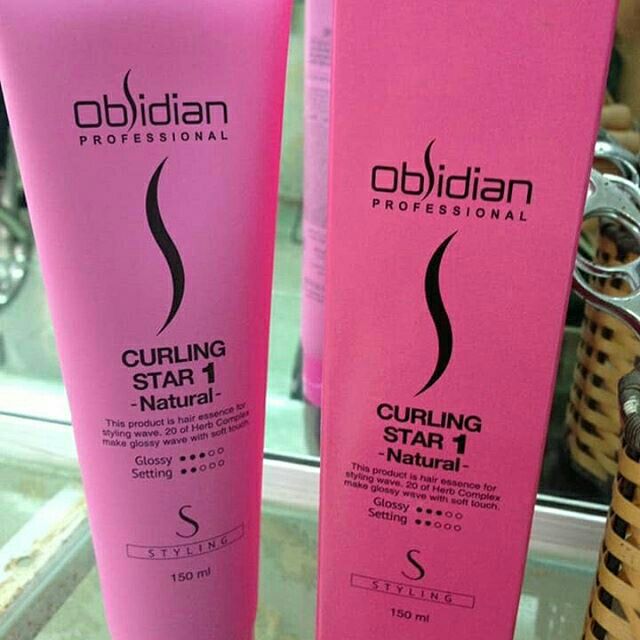 Obsidian
PROFESSIONAL
CURLING
STAR 1
-Natural-
This product is hair essence for
styling wave. 20 of Herb Complex
make glossy wave with soft touch.
Glossy ●●●○○
Setting ●●○○○
S
STYLING
150 ml
Obsidian
PROFESSIONAL
CURLING
STAR 1
-Natural-
This product is hair essence for
styling wave. 20 of Herb Complex
make glossy wave with soft touch.
Glossy ●●●○○
Setting ●●○○○
S
STYLING
150 ml